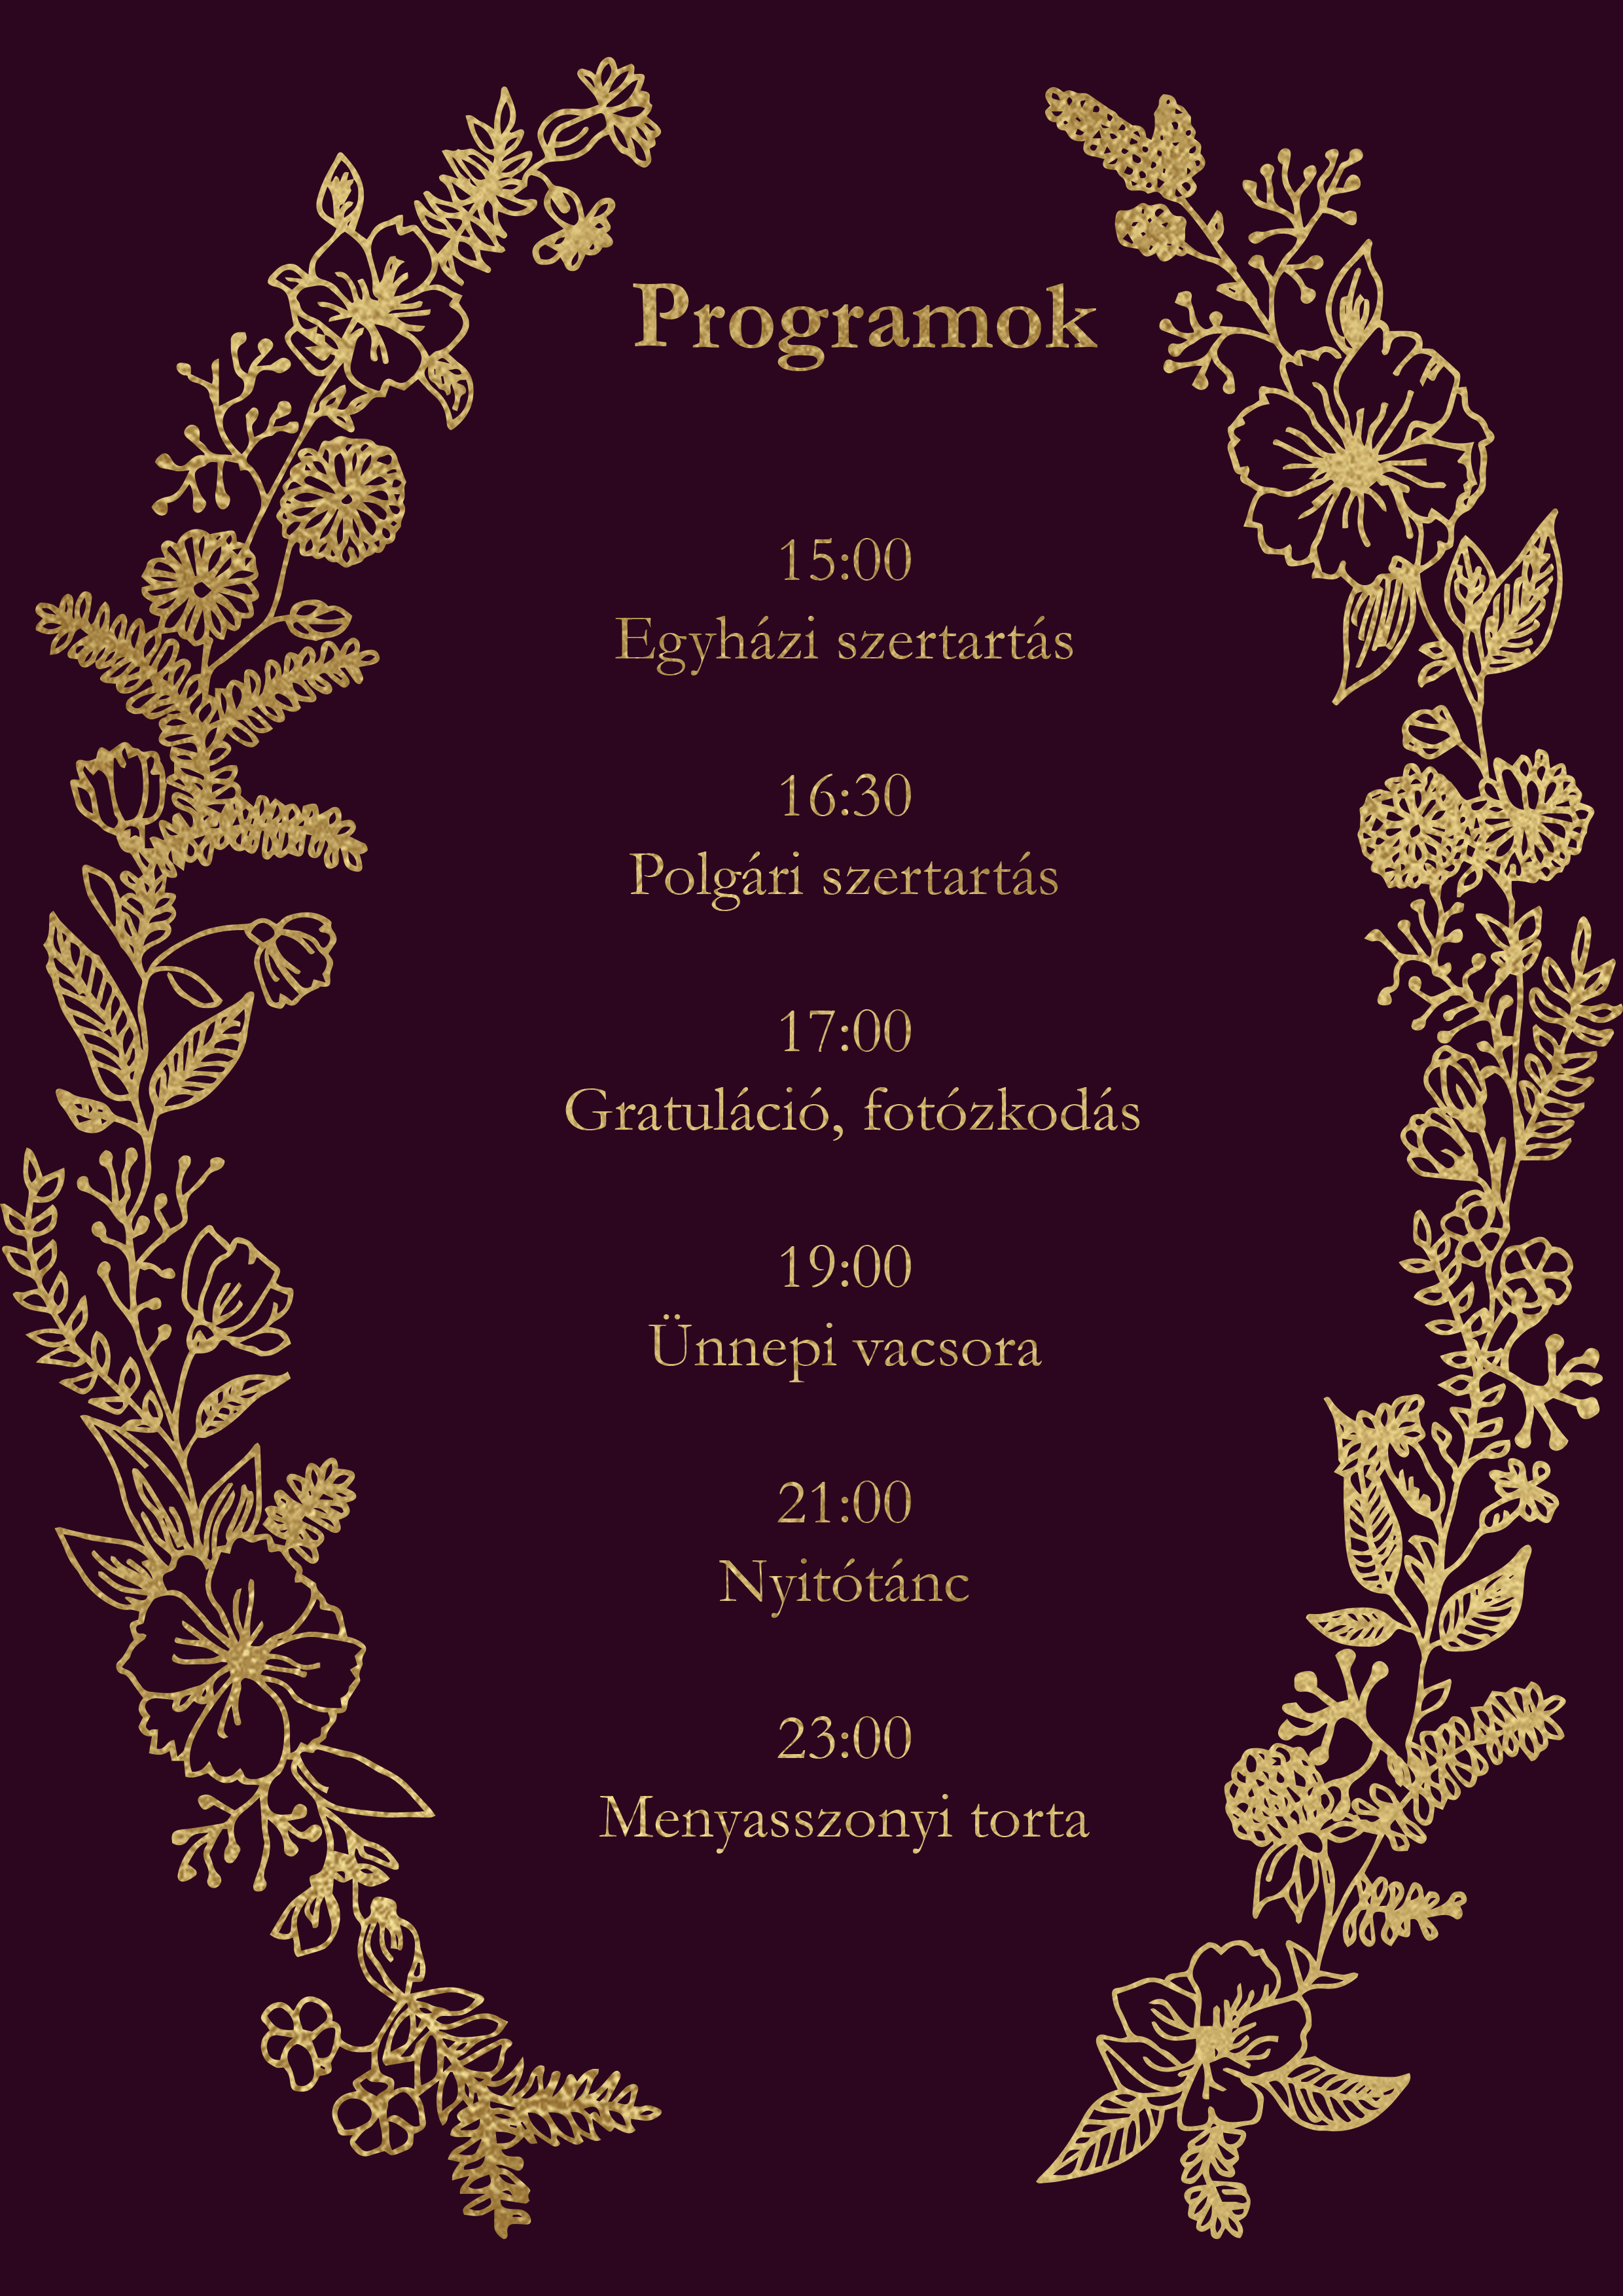 Programok
15:00
Egyházi szertartás
16:30
Polgári szertartás
17:00
Gratuláció, fotózkodás
19:00
Ünnepi vacsora
21:00
Nyitótánc
23:00
Menyasszonyi torta